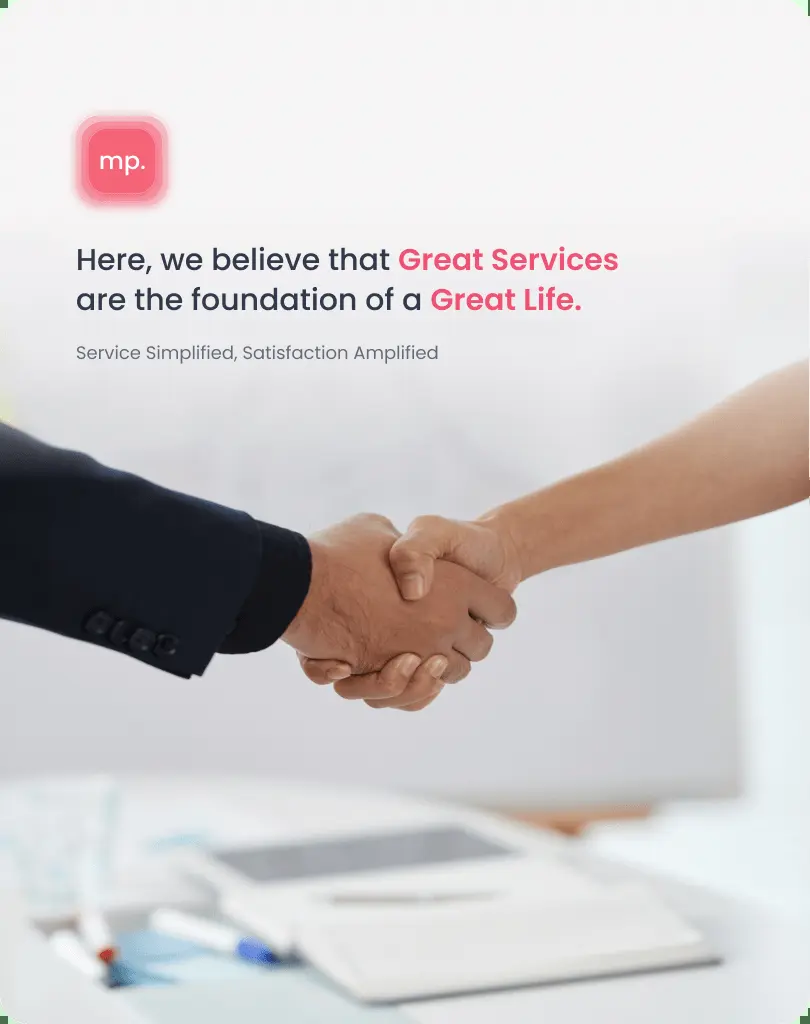 mp.
Here, we believe that Great Services
are the foundation of a Great Life.
Service Simplified, Satisfaction Amplified